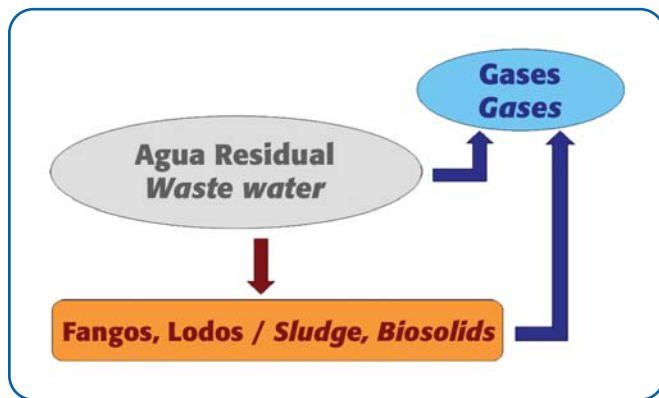 Gases
Gases
Agua Residual
Waste water
Fangos, Lodos / Sludge, Biosolids